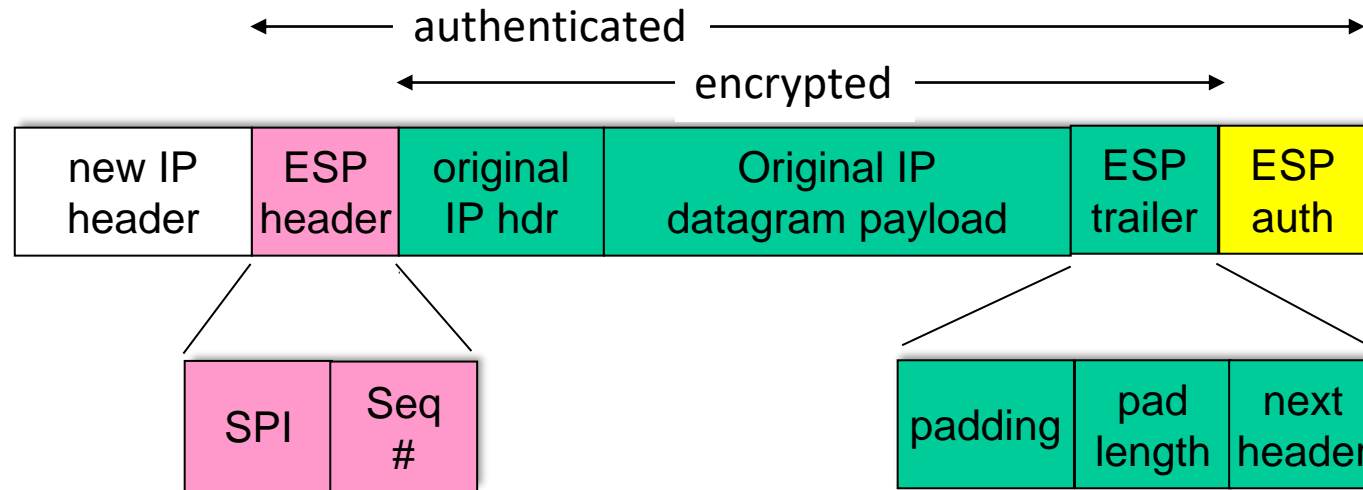 authenticated
encrypted
new IP
header
ESP
header
original
IP hdr
Original IP
datagram payload
ESP
trailer
ESP
auth
SPI
Seq
#
padding
pad
length
next
header